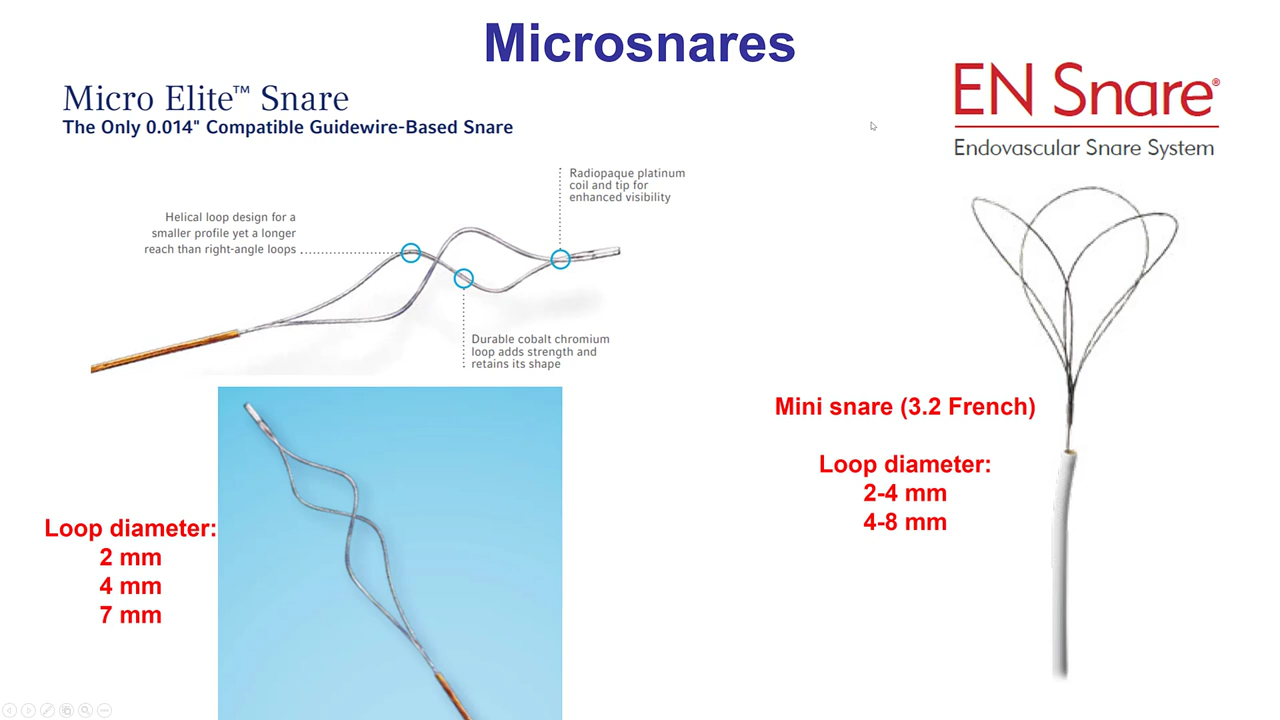 Microsnares
Micro Elite™ Snare
The Only 0.014" Compatible Guidewire-Based Snare
Radiopaque platinum
coil and tip for
enhanced visibility
Helical loop design for a
smaller profile yet a longer
reach than right-angle loops
Durable cobalt chromium
loop adds strength and
retains its shape
Loop diameter:
2 mm
4 mm
7 mm
EN Snare®
Endovascular Snare System
Mini snare (3.2 French)
Loop diameter:
2-4 mm
4-8 mm